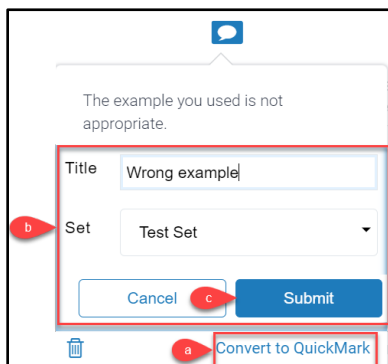 The example you used is not
appropriate.
Title Wrong example
b Set Test Set
Cancel c Submit
a Convert to QuickMark